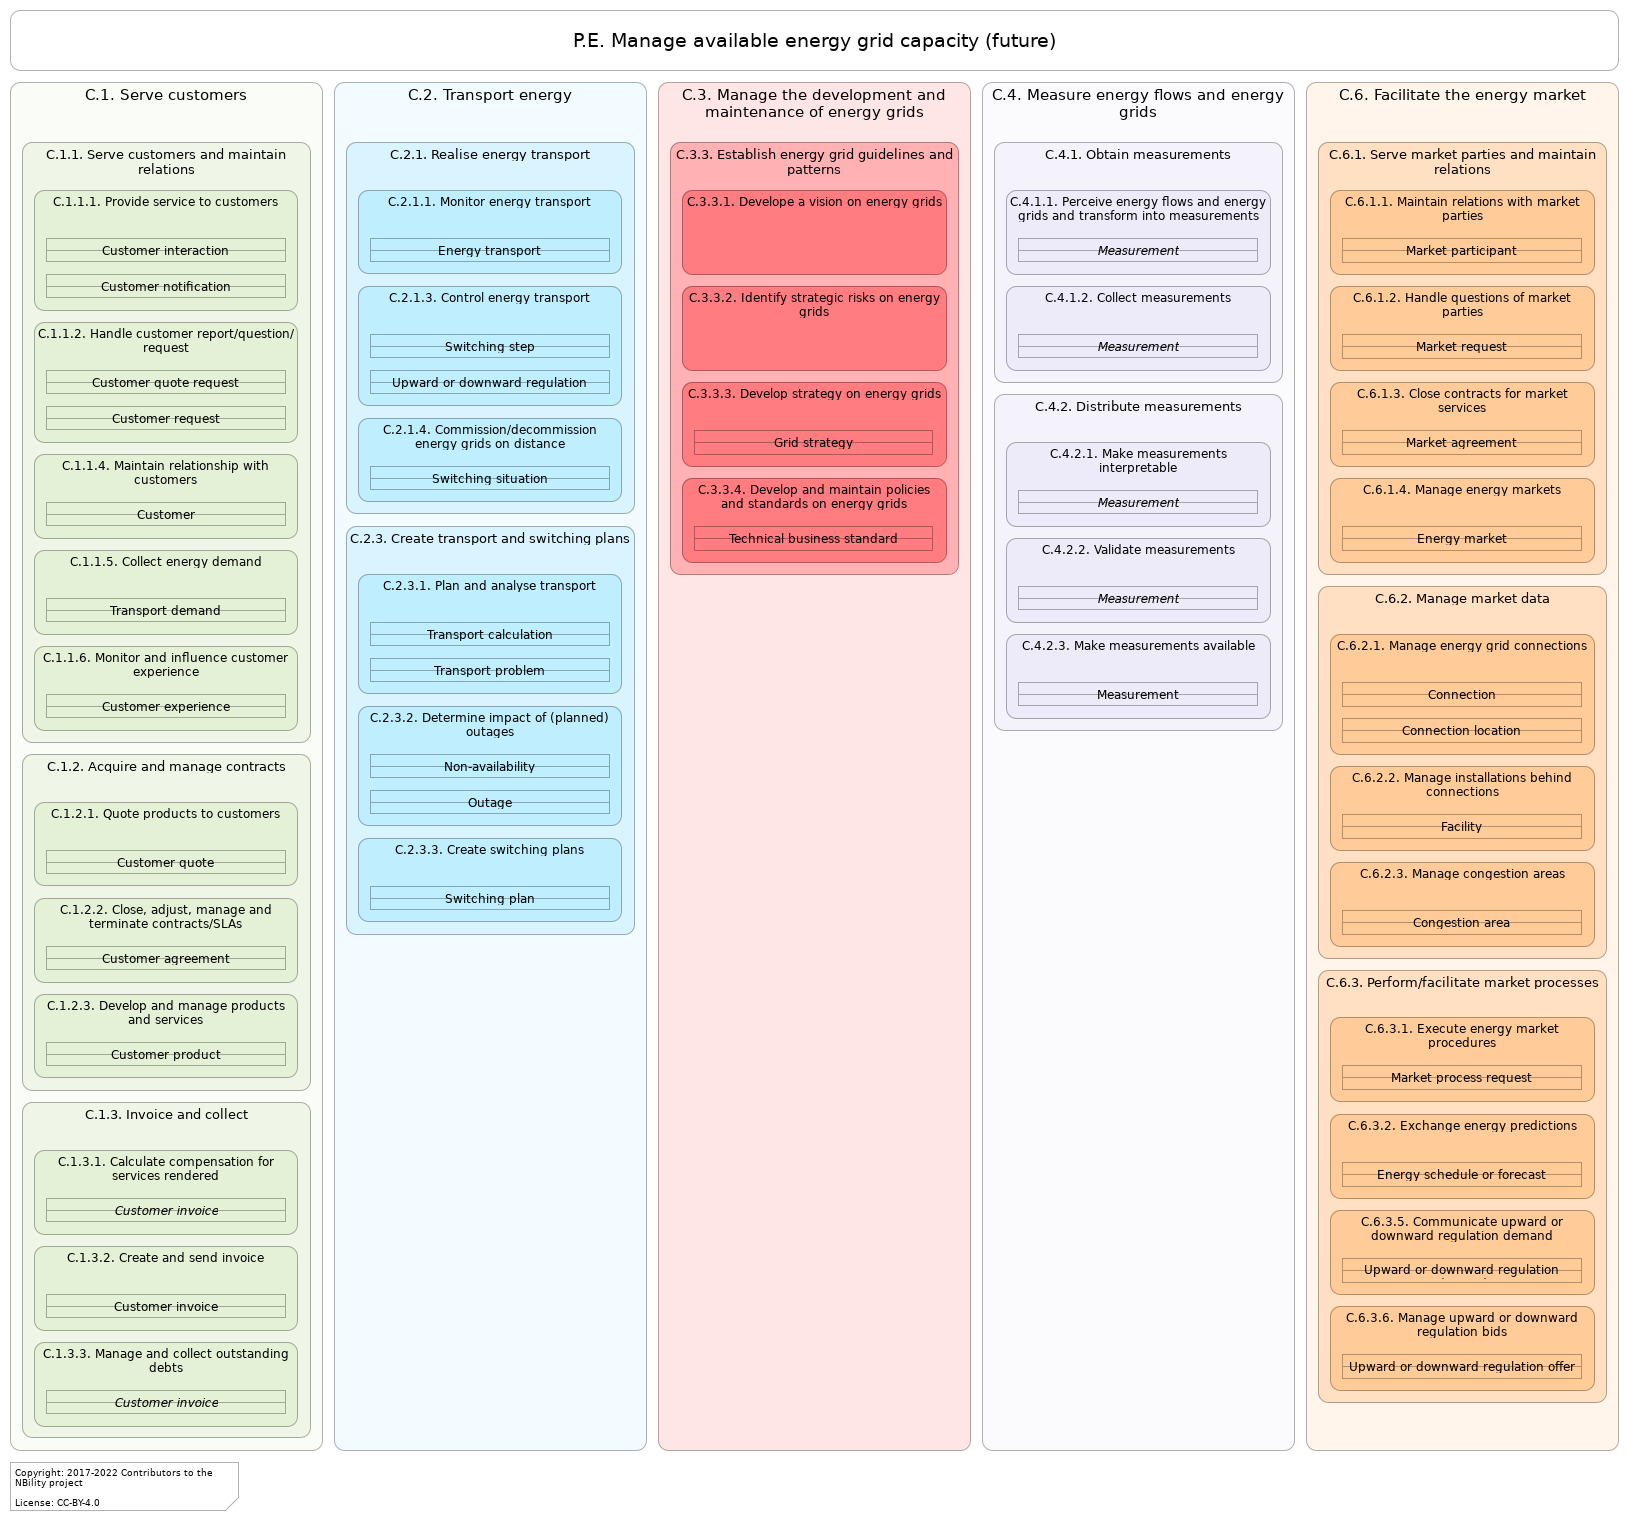 P.E. Manage available energy grid capacity (future)
C.1. Serve customers
C.1.1. Serve customers and maintain
relations
C.1.1.1. Provide service to customers
Customer interaction
Customer notification
C.1.1.2. Handle customer report/question/
request
Customer quote request
Customer request
C.1.1.4. Maintain relationship with
customers
Customer
C.1.1.5. Collect energy demand
Transport demand
C.1.1.6. Monitor and influence customer
experience
Customer experience
C.1.2. Acquire and manage contracts
C.1.2.1. Quote products to customers
Customer quote
C.1.2.2. Close, adjust, manage and
terminate contracts/SLAs
Customer agreement
C.1.2.3. Develop and manage products
and services
Customer product
C.1.3. Invoice and collect
C.1.3.1. Calculate compensation for
services rendered
Customer invoice
C.1.3.2. Create and send invoice
Customer invoice
C.1.3.3. Manage and collect outstanding
debts
Customer invoice
C.2. Transport energy
C.2.1. Realise energy transport
C.2.1.1. Monitor energy transport
Energy transport
C.2.1.3. Control energy transport
Switching step
Upward or downward regulation
C.2.1.4. Commission/decommission
energy grids on distance
Switching situation
C.2.3. Create transport and switching plans
C.2.3.1. Plan and analyse transport
Transport calculation
Transport problem
C.2.3.2. Determine impact of (planned)
outages
Non-availability
Outage
C.2.3.3. Create switching plans
Switching plan
C.3. Manage the development and
maintenance of energy grids
C.3.3. Establish energy grid guidelines and
patterns
C.3.3.1. Develope a vision on energy grids
C.3.3.2. Identify strategic risks on energy
grids
C.3.3.3. Develop strategy on energy grids
Grid strategy
C.3.3.4. Develop and maintain policies
and standards on energy grids
Technical business standard
C.4. Measure energy flows and energy
grids
C.4.1. Obtain measurements
C.4.1.1. Perceive energy flows and energy
grids and transform into measurements
Measurement
C.4.1.2. Collect measurements
Measurement
C.4.2. Distribute measurements
C.4.2.1. Make measurements
interpretable
Measurement
C.4.2.2. Validate measurements
Measurement
C.4.2.3. Make measurements available
Measurement
C.6. Facilitate the energy market
C.6.1. Serve market parties and maintain
relations
C.6.1.1. Maintain relations with market
parties
Market participant
C.6.1.2. Handle questions of market
parties
Market request
C.6.1.3. Close contracts for market
services
Market agreement
C.6.1.4. Manage energy markets
Energy market
C.6.2. Manage market data
C.6.2.1. Manage energy grid connections
Connection
Connection location
C.6.2.2. Manage installations behind
connections
Facility
C.6.2.3. Manage congestion areas
Congestion area
C.6.3. Perform/facilitate market processes
C.6.3.1. Execute energy market
procedures
Market process request
C.6.3.2. Exchange energy predictions
Energy schedule or forecast
C.6.3.5. Communicate upward or
downward regulation demand
Upward or downward regulation
C.6.3.6. Manage upward or downward
regulation bids
Upward or downward regulation offer
Copyright: 2017-2022 Contributors to the
NBility project
License: CC-BY-4.0